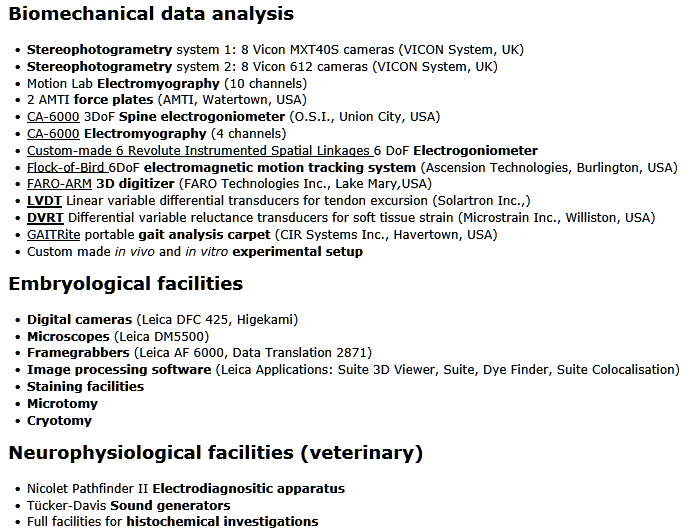 Biomechanical data analysis
• Stereophotogrametry system 1: 8 Vicon MXT40S cameras (VICON System, UK)
• Stereophotogrametry system 2: 8 Vicon 612 cameras (VICON System, UK)
• Motion Lab Electromyography (10 channels)
• 2 AMTI force plates (AMTI, Watertown, USA)
• CA-6000 3DoF Spine electrogoniometer (O.S.I., Union City, USA)
• CA-6000 Electromyography (4 channels)
• Custom-made 6 Revolute Instrumented Spatial Linkages 6 DoF Electrogoniometer
• Flock-of-Bird 6DoF electromagnetic motion tracking system (Ascension Technologies, Burlington, USA)
• FARO-ARM 3D digitizer (FARO Technologies Inc., Lake Mary,USA)
• LVDT Linear variable differential transducers for tendon excursion (Solartron Inc.,)
• DVRT Differential variable reluctance transducers for soft tissue strain (Microstrain Inc., Williston, USA)
• GAITRite portable gait analysis carpet (CIR Systems Inc., Havertown, USA)
• Custom made in vivo and in vitro experimental setup
Embryological facilities
• Digital cameras (Leica DFC 425, Higekami)
• Microscopes (Leica DM5500)
• Framegrabbers (Leica AF 6000, Data Translation 2871)
• Image processing software (Leica Applications: Suite 3D Viewer, Suite, Dye Finder, Suite Colocalisation)
• Staining facilities
• Microtomy
• Cryotomy
Neurophysiological facilities (veterinary)
• Nicolet Pathfinder II Electrodiagnositic apparatus
• Tücker-Davis Sound generators
• Full facilities for histochemical investigations